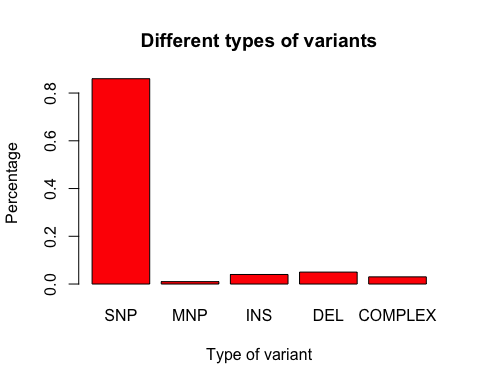 Different types of variants
Percentage
0.8
0.6
0.4
0.2
0.0
SNP MNP INS DEL COMPLEX
Type of variant